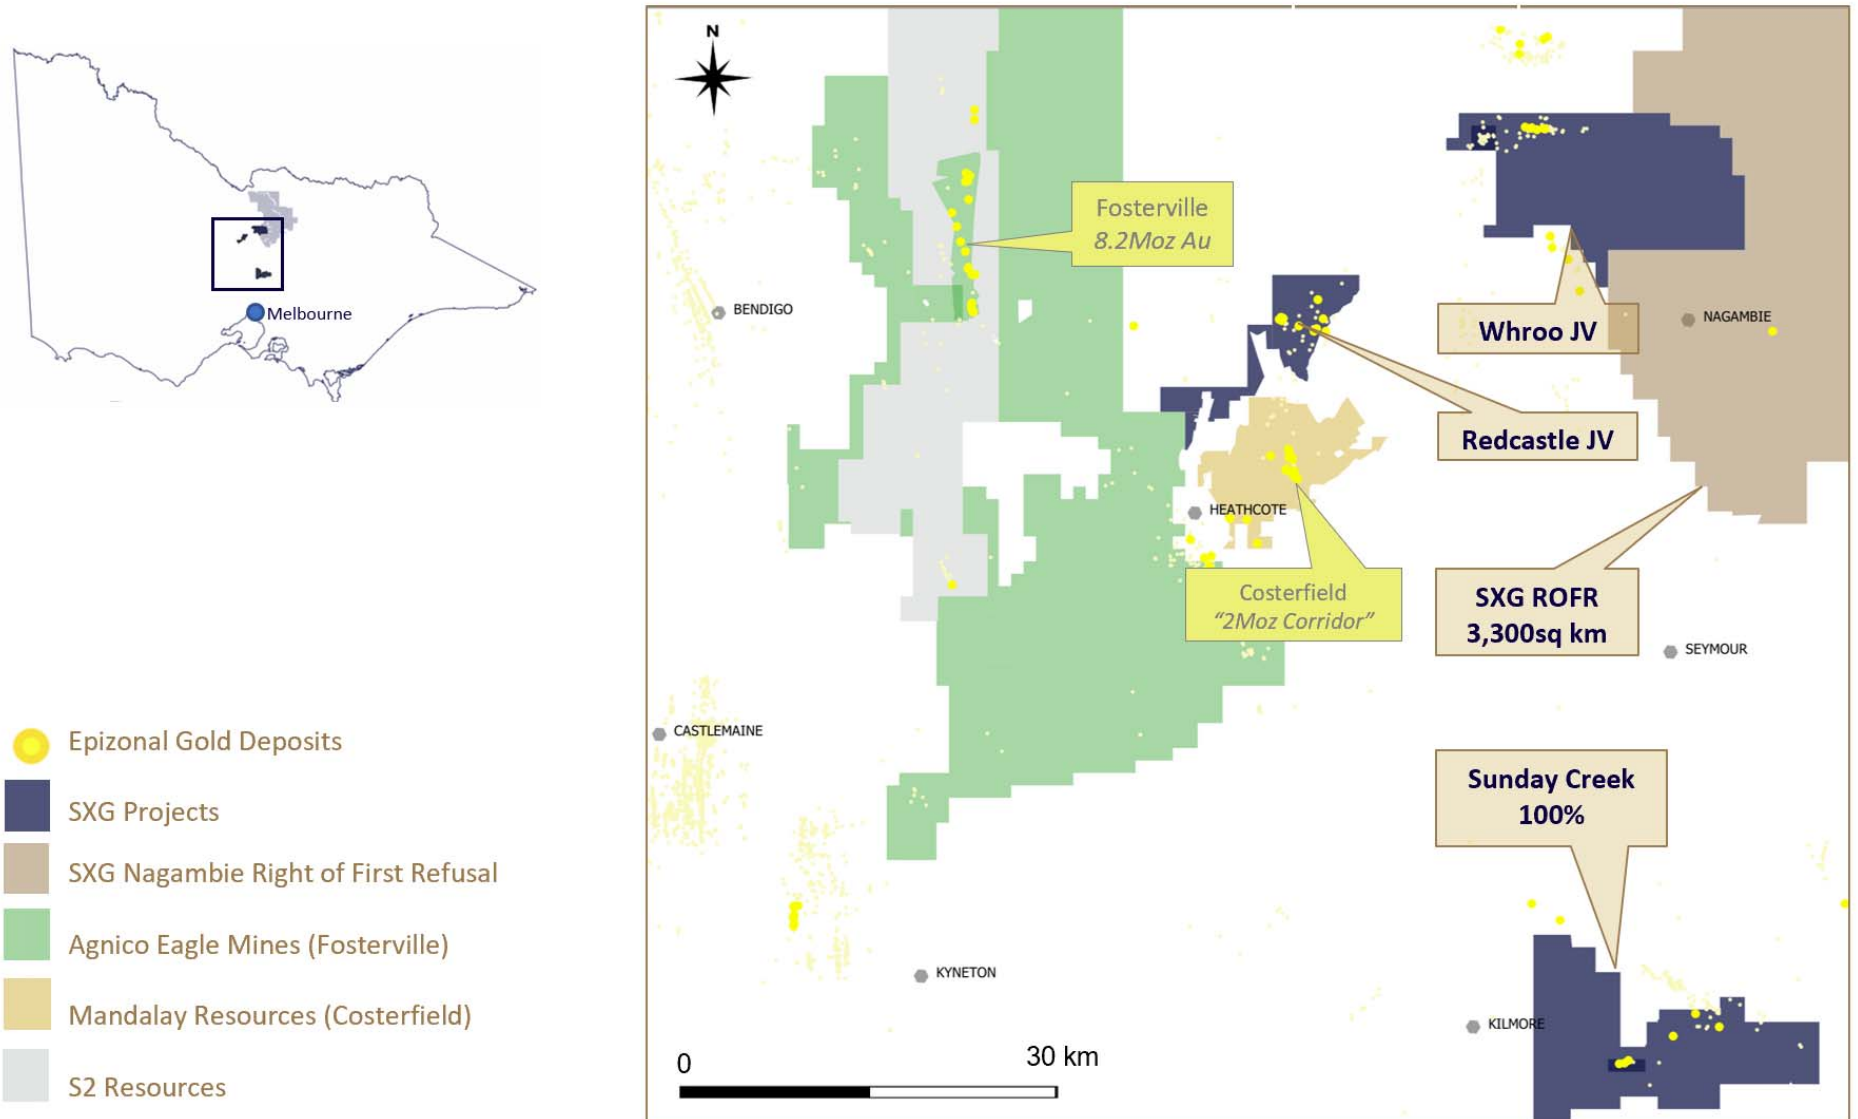 Melbourne
Epizonal Gold Deposits
SXG Projects
SXG Nagambie Right of First Refusal
Agnico Eagle Mines (Fosterville)
Mandalay Resources (Costerfield)
S2 Resources
N
Fosterville
8.2Moz Au
BENDIGO
Whroo JV
NAGAMBIE
Redcastle JV
HEATHCOTE
Costerfield
“2Moz Corridor”
SXG ROFR
3,300sq km
SEYMOUR
CASTLEMAINE
Sunday Creek
100%
KYNETON
KILMORE
0
30 km